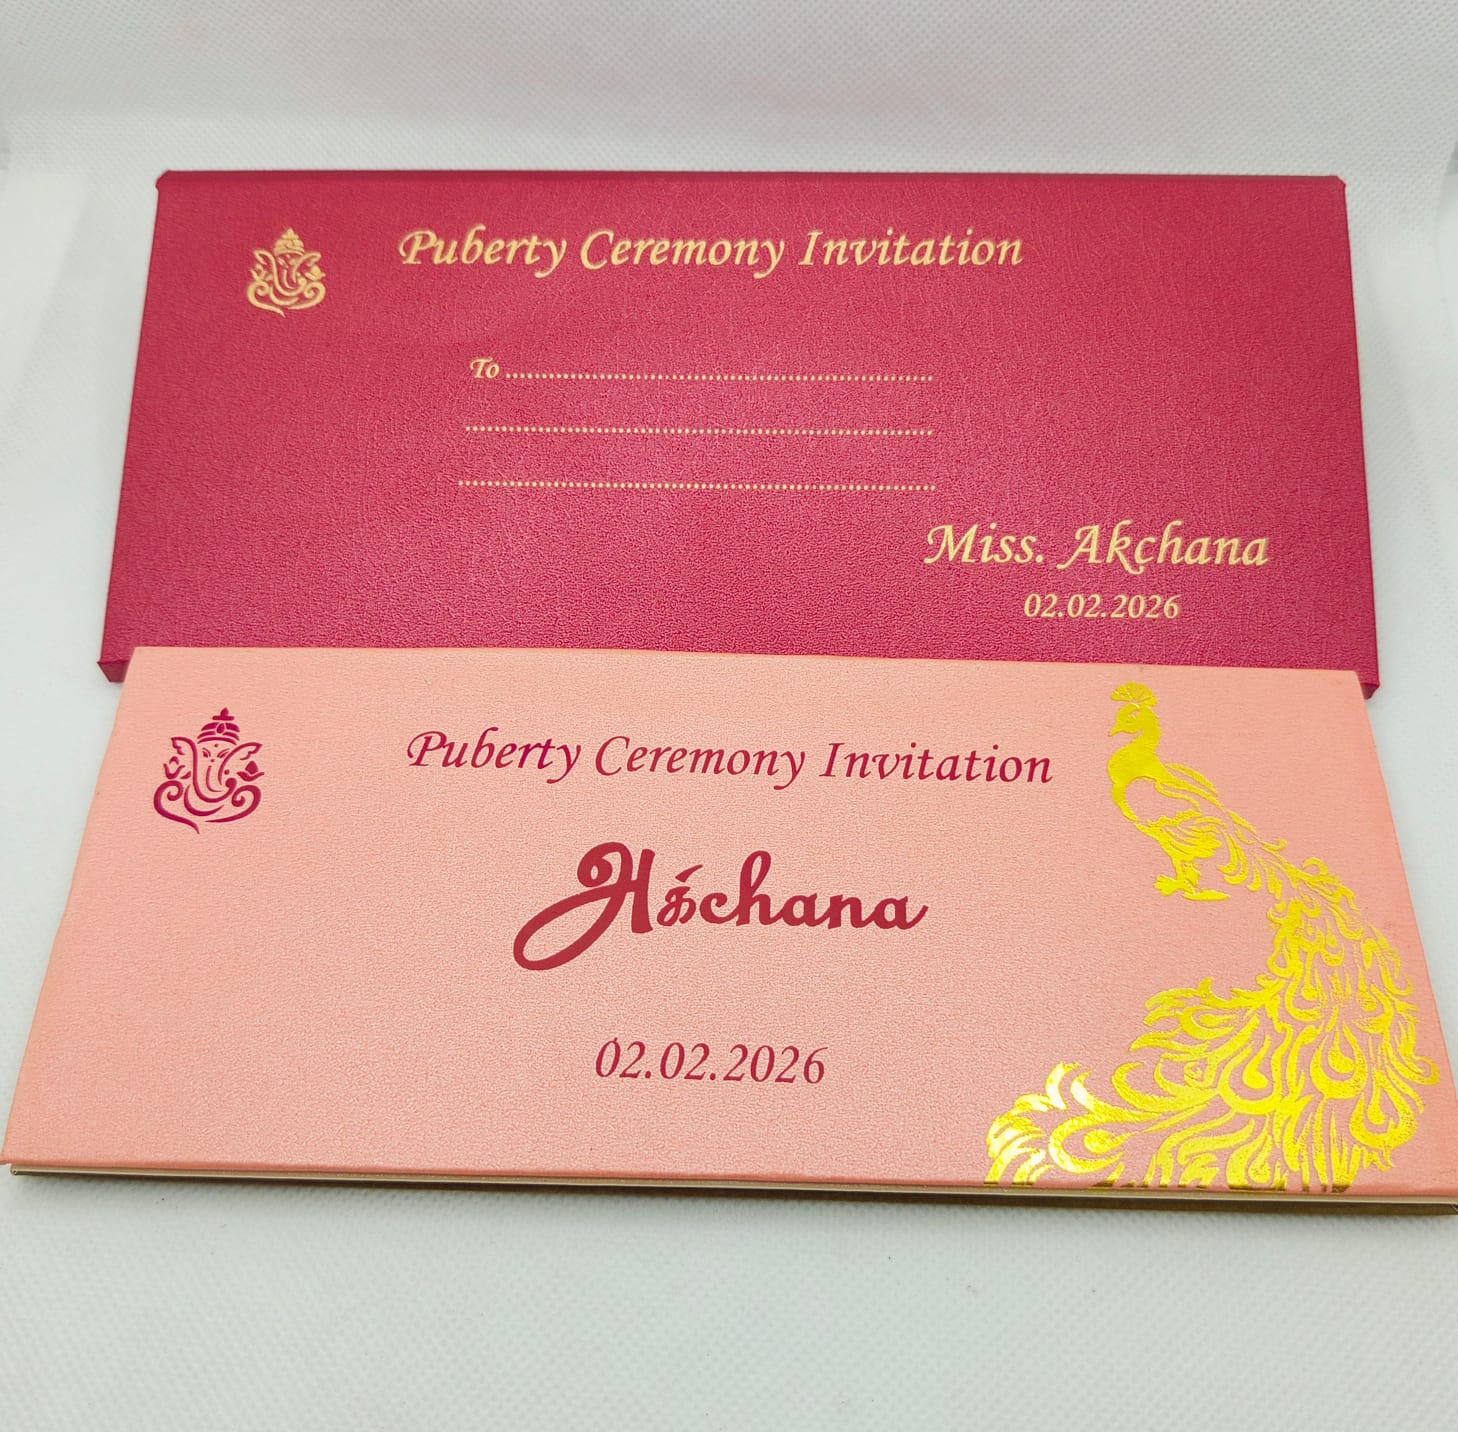 Puberty Ceremony Invitation
To ................................................
................................................
................................................
Miss. Akchana
02.02.2026
Puberty Ceremony Invitation
அக்chana
02.02.2026